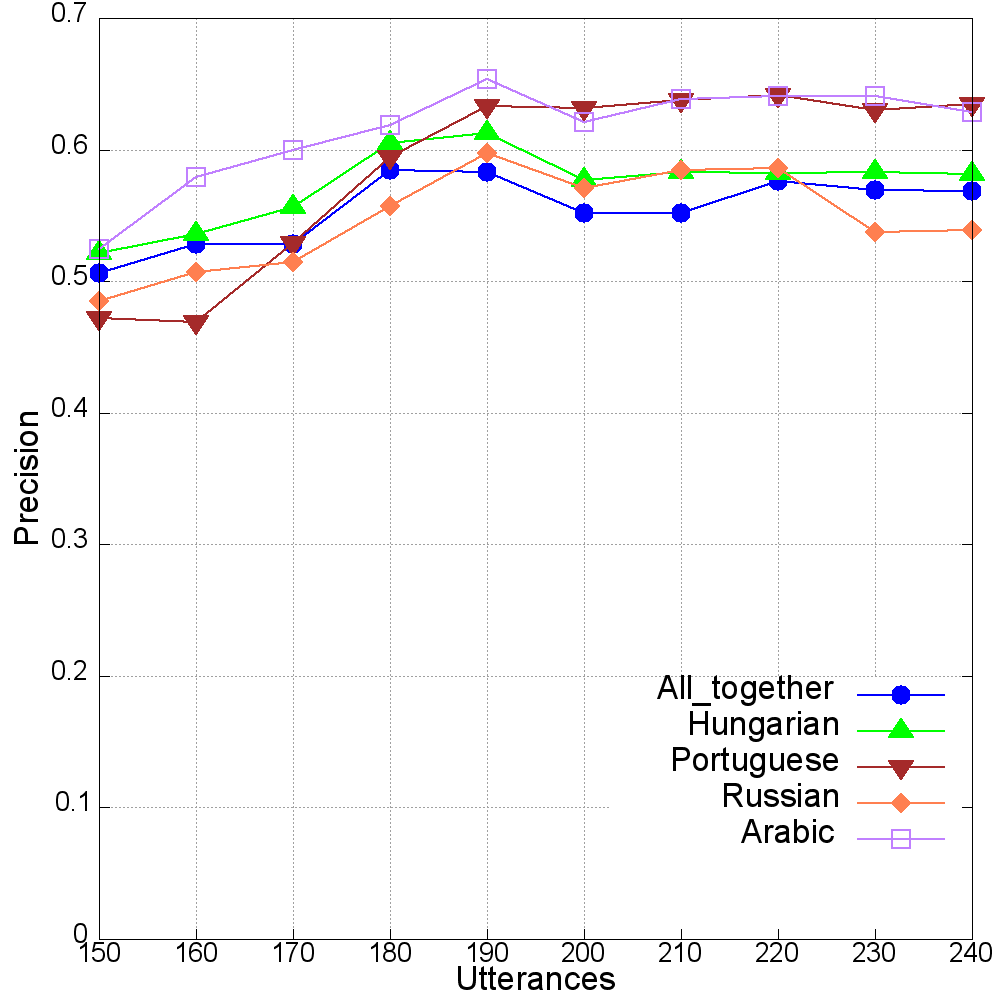 0.7
0.6
0.5
0.4
0.3
0.2
0.1
0
Precision
150 160 170 180 190 200 210 220 230 240
Utterances
All_together
Hungarian
Portuguese
Russian
Arabic